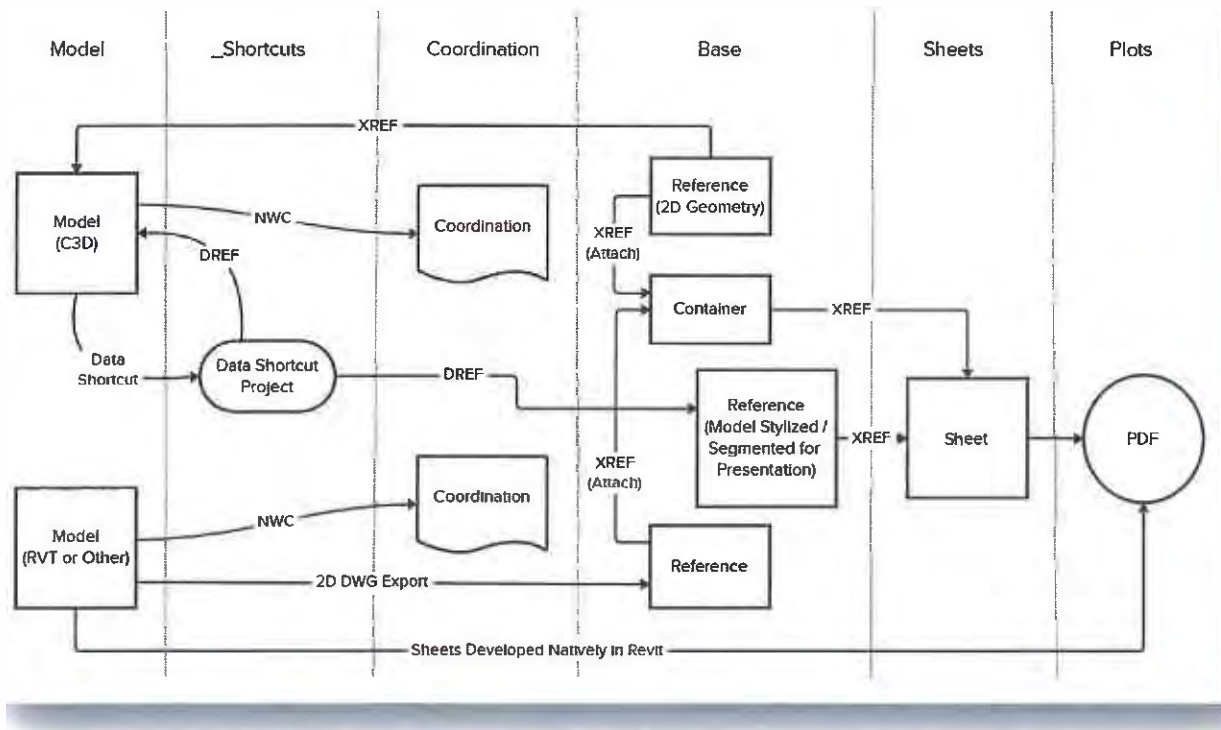 Model
_Shortcuts
Coordination
Base
Sheets
Plots
XREF
Model
(C3D)
NWC
DREF
Coordination
Reference
(2D Geometry)
XREF
(Attach)
Container
XREF
Data
Shortcut
Data Shortcut
Project
DREF
Reference
(Model Stylized /
Segmented for
Presentation)
XREF
Sheet
PDF
XREF
(Attach)
Model
(RVT or Other)
NWC
Coordination
2D DWG Export
Reference
Sheets Developed Natively in Revit